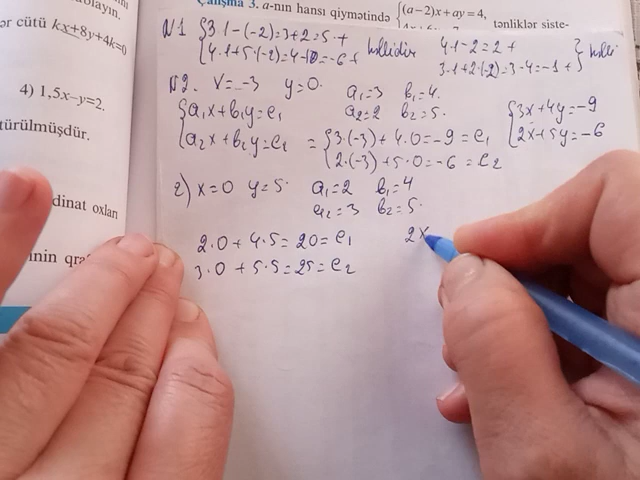 Çalışma 3. a-nın hansı qiymətində {(a-2)x+ay=4,
tənliklər siste-
ər cütü kx+8y+4k=0
4) 1,5x-y=2.
türülmüşdür.
dinat oxları
N1 {3·1-(-2)=3+2=5 +
4·1+5·(-2)=4-10=-6 +
4·1-2=2 +
3·1+2·(-2)=3-4=-1 +
N2. x=-3 y=0. a₁=3 b₁=4.
a₂=2 b₂=5.
{a₁x+b₁y=c₁
a₂x+b₂y=c₂ = {3·(-3)+4·0=-9=c₁
2·(-3)+5·0=-6=c₂
{3x+4y=-9
2x+5y=-6
2) x=0 y=5. a₁=2 b₁=4
a₂=3 b₂=5.
2·0+4·5=20=c₁ 2x
3·0+5·5=25=c₂